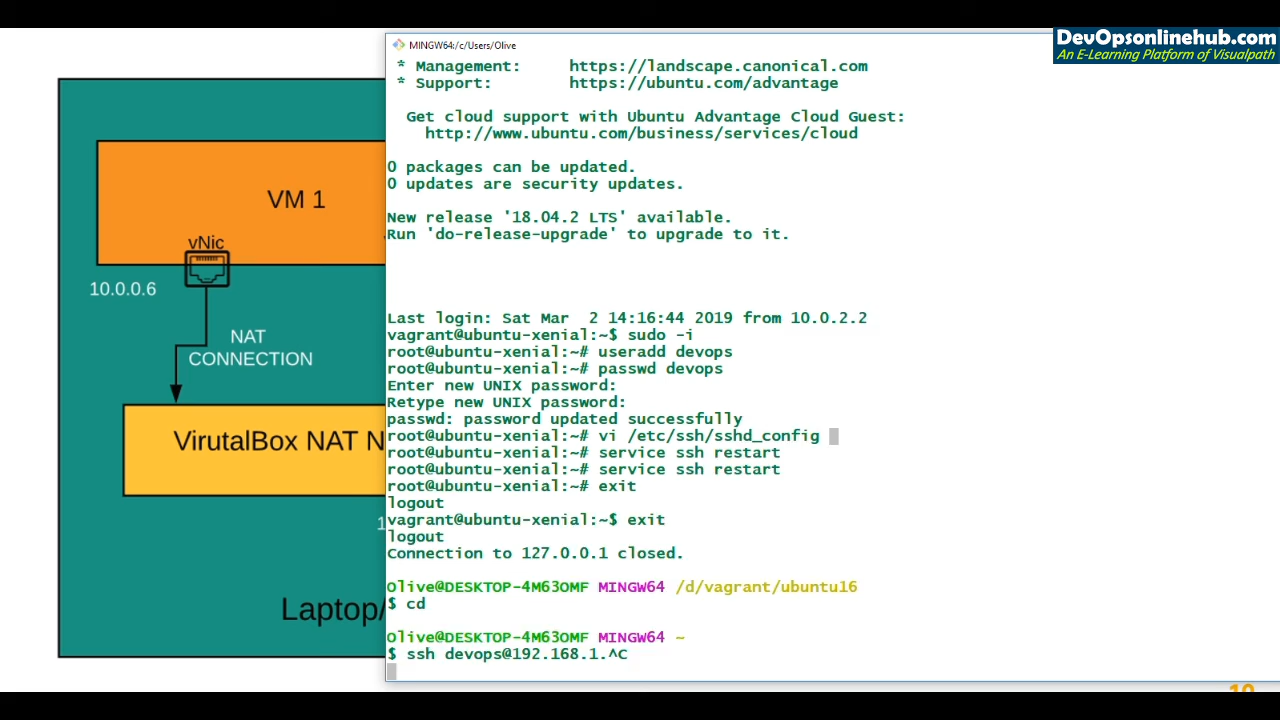 DevOpsonlinehub.com
An E-Learning Platform of Visualpath
MINGW64:/c/Users/Olive
* Management: https://landscape.canonical.com
* Support: https://ubuntu.com/advantage
Get cloud support with Ubuntu Advantage Cloud Guest:
http://www.ubuntu.com/business/services/cloud
0 packages can be updated.
0 updates are security updates.
New release '18.04.2 LTS' available.
Run 'do-release-upgrade' to upgrade to it.
Last login: Sat Mar 2 14:16:44 2019 from 10.0.2.2
vagrant@ubuntu-xenial:~$ sudo -i
root@ubuntu-xenial:~# useradd devops
root@ubuntu-xenial:~# passwd devops
Enter new UNIX password:
Retype new UNIX password:
passwd: password updated successfully
root@ubuntu-xenial:~# vi /etc/ssh/sshd_config
root@ubuntu-xenial:~# service ssh restart
root@ubuntu-xenial:~# service ssh restart
root@ubuntu-xenial:~# exit
logout
vagrant@ubuntu-xenial:~$ exit
logout
Connection to 127.0.0.1 closed.
Olive@DESKTOP-4M63OMF MINGW64 /d/vagrant/ubuntu16
$ cd
Olive@DESKTOP-4M63OMF MINGW64 ~
$ ssh devops@192.168.1.^C
VM 1
vNic
10.0.0.6
NAT
CONNECTION
VirutalBox NAT N
1
Laptop/
10